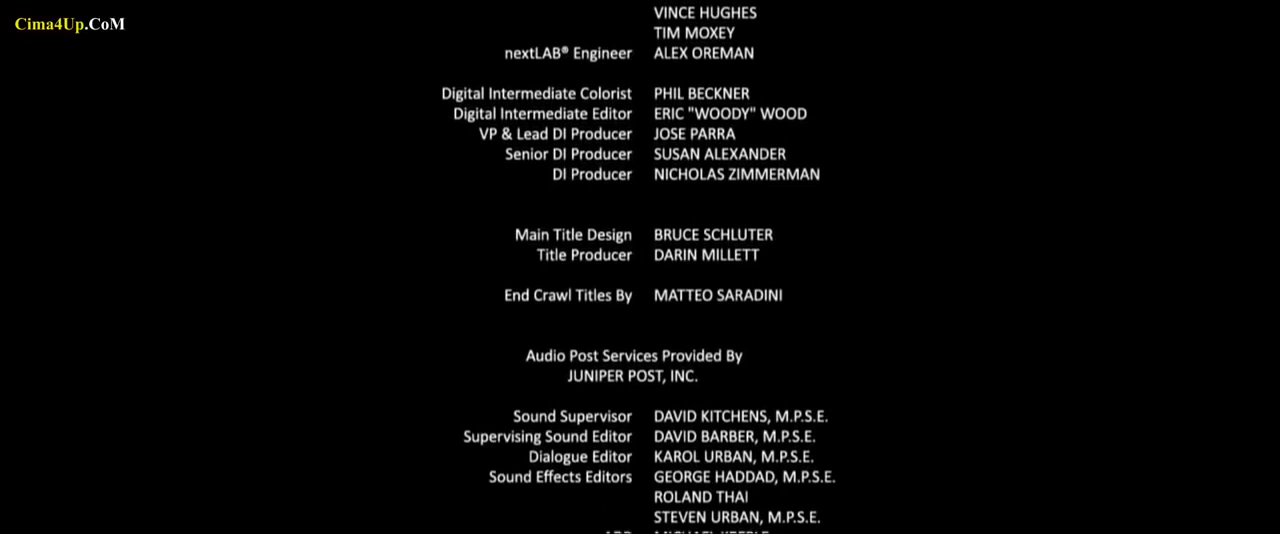 Cima4Up.CoM
VINCE HUGHES
TIM MOXEY
nextLAB® Engineer ALEX OREMAN
Digital Intermediate Colorist PHIL BECKNER
Digital Intermediate Editor ERIC "WOODY" WOOD
VP & Lead DI Producer JOSE PARRA
Senior DI Producer SUSAN ALEXANDER
DI Producer NICHOLAS ZIMMERMAN
Main Title Design BRUCE SCHLUTER
Title Producer DARIN MILLETT
End Crawl Titles By MATTEO SARADINI
Audio Post Services Provided By
JUNIPER POST, INC.
Sound Supervisor DAVID KITCHENS, M.P.S.E.
Supervising Sound Editor DAVID BARBER, M.P.S.E.
Dialogue Editor KAROL URBAN, M.P.S.E.
Sound Effects Editors GEORGE HADDAD, M.P.S.E.
ROLAND THAI
STEVEN URBAN, M.P.S.E.